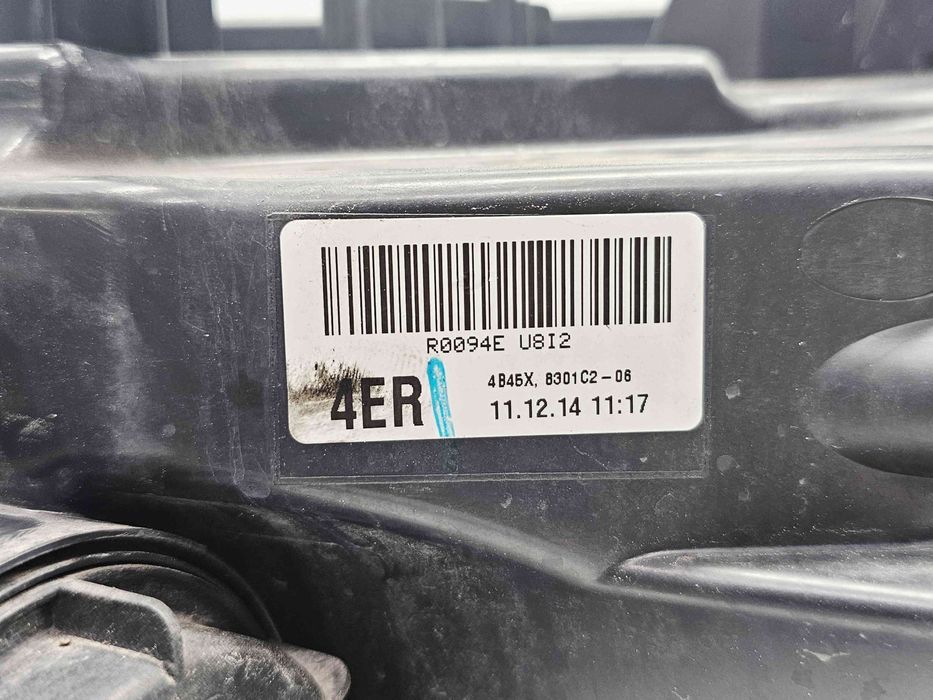 R0094E U8I2
4ER
4B45X, 8301C2-06
11.12.14 11:17